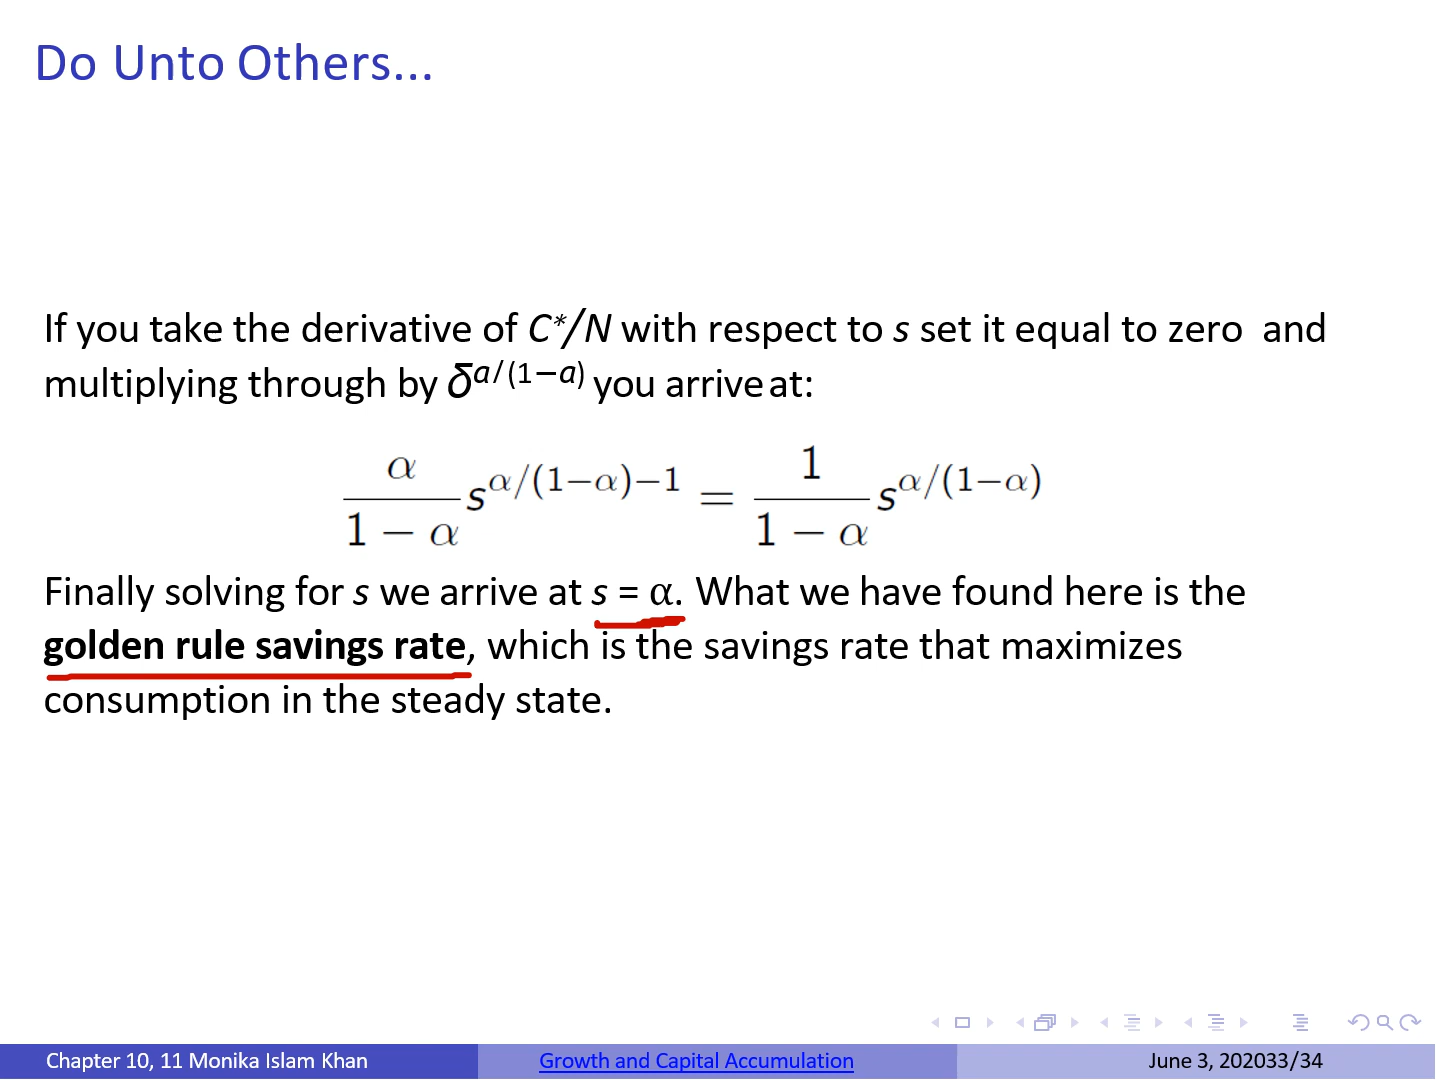 Do Unto Others...
If you take the derivative of C*/N with respect to s set it equal to zero and
multiplying through by δ^{a/(1−a)} you arrive at:
\frac{α}{1 − α} s^{α/(1−α)−1} = \frac{1}{1 − α} s^{α/(1−α)}
Finally solving for s we arrive at s = α. What we have found here is the
golden rule savings rate, which is the savings rate that maximizes
consumption in the steady state.
Chapter 10, 11 Monika Islam Khan Growth and Capital Accumulation June 3, 202033/34